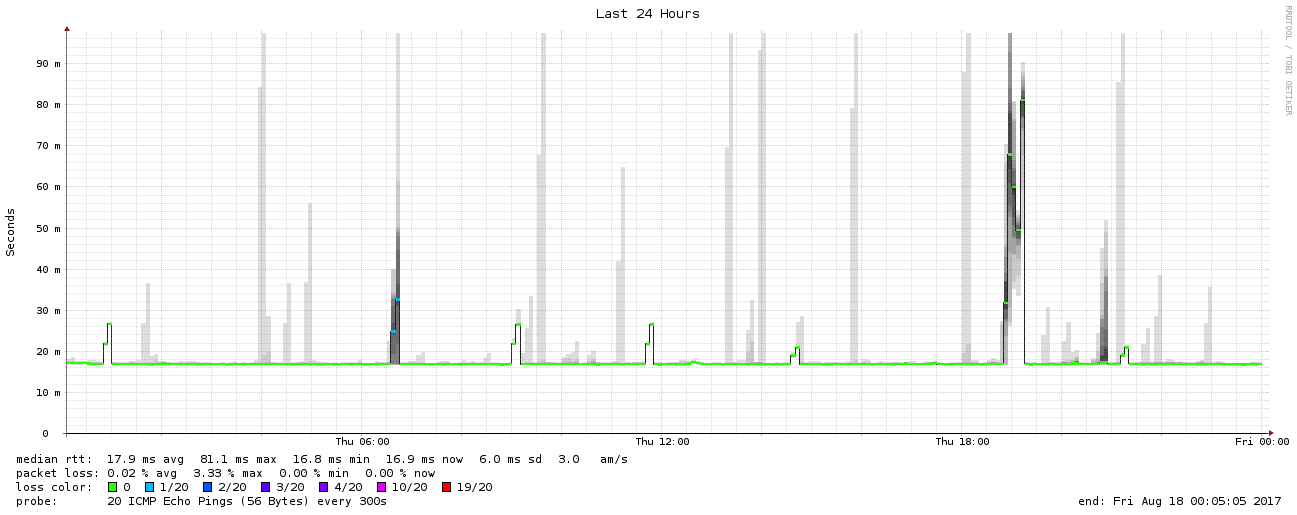 Last 24 Hours
RRDTOOL / TOBI OETIKER
Seconds
90 m
80 m
70 m
60 m
50 m
40 m
30 m
20 m
10 m
0
Thu 06:00 Thu 12:00 Thu 18:00 Fri 00:00
median rtt: 17.9 ms avg 81.1 ms max 16.8 ms min 16.9 ms now 6.0 ms sd 3.0 am/s
packet loss: 0.02 % avg 3.33 % max 0.00 % min 0.00 % now
loss color: 0 1/20 2/20 3/20 4/20 10/20 19/20
probe: 20 ICMP Echo Pings (56 Bytes) every 300s end: Fri Aug 18 00:05:05 2017